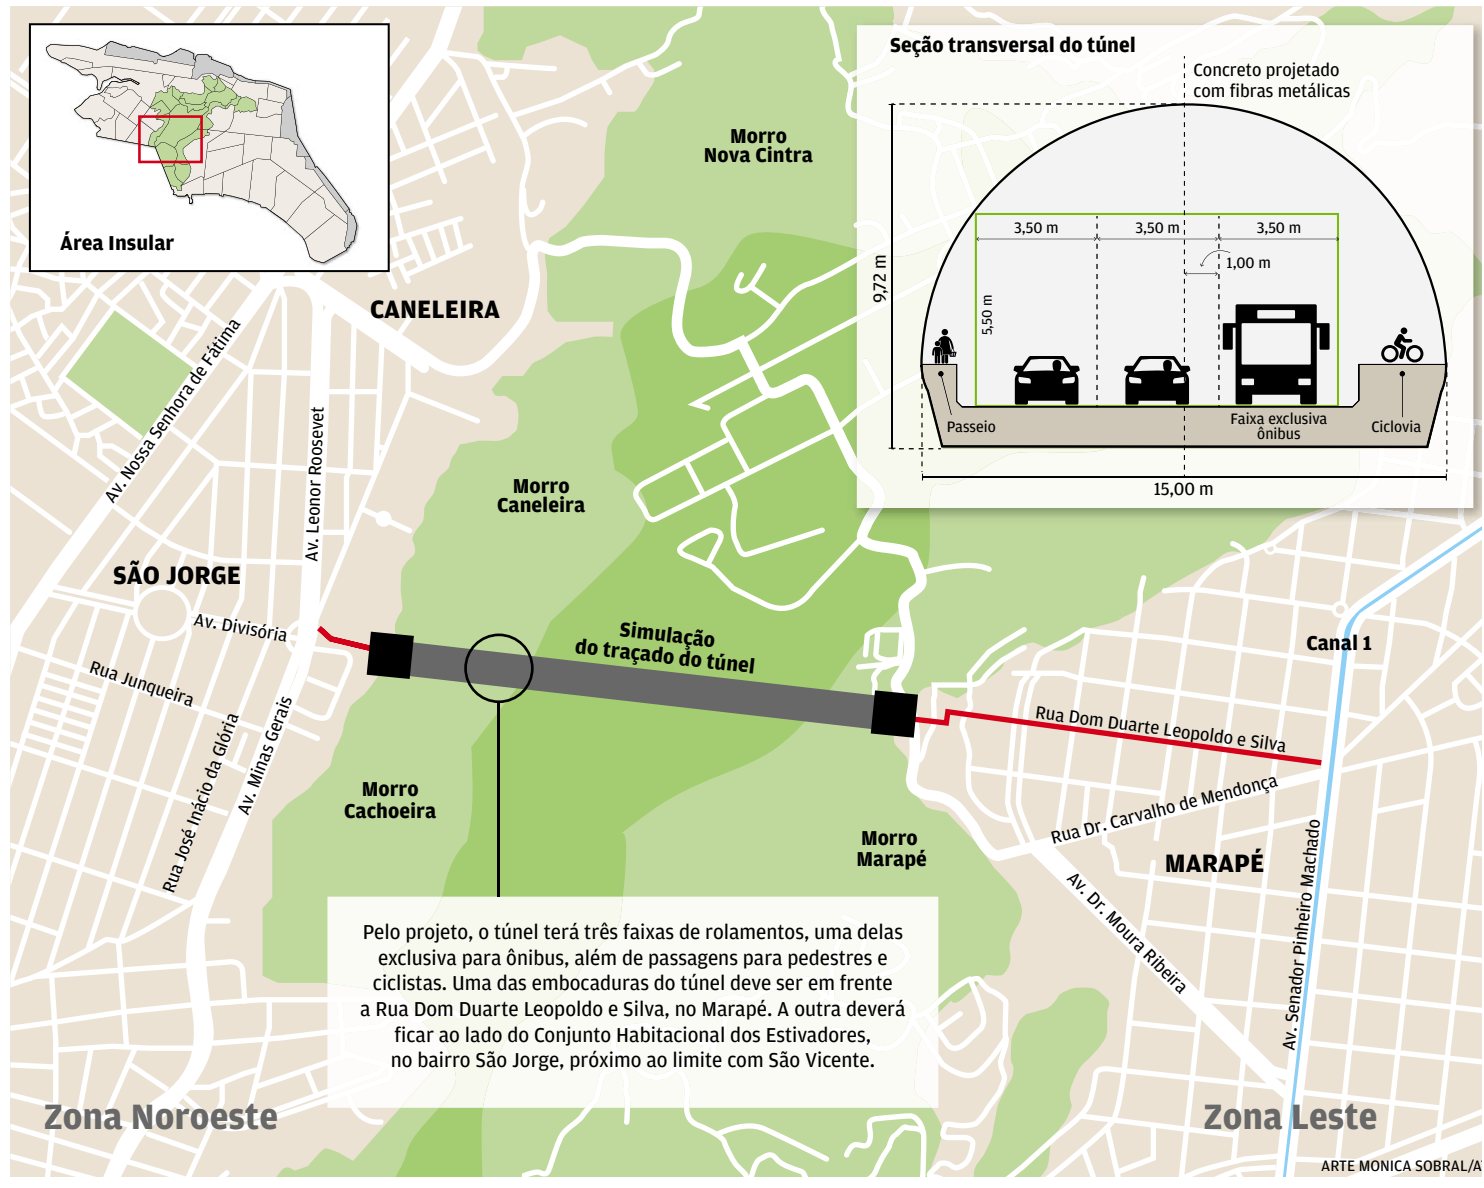 Área Insular
Seção transversal do túnel
Concreto projetado
com fibras metálicas
9,72 m
3,50 m
3,50 m
3,50 m
1,00 m
5,50 m
Passeio
Faixa exclusiva
ônibus
Ciclovia
15,00 m
Morro
Nova Cintra
CANELEIRA
Av. Nossa Senhora de Fátima
Av. Leonor Roosevet
Morro
Caneleira
SÃO JORGE
Av. Divisória
Rua Junqueira
Rua José Inácio da Glória
Av. Minas Gerais
Simulação
do traçado do túnel
Canal 1
Rua Dom Duarte Leopoldo e Silva
Rua Dr. Carvalho de Mendonça
Morro
Cachoeira
Morro
Marapé
MARAPÉ
Av. Dr. Moura Ribeira
Av. Senador Pinheiro Machado
Pelo projeto, o túnel terá três faixas de rolamentos, uma delas
exclusiva para ônibus, além de passagens para pedestres e
ciclistas. Uma das embocaduras do túnel deve ser em frente
a Rua Dom Duarte Leopoldo e Silva, no Marapé. A outra deverá
ficar ao lado do Conjunto Habitacional dos Estivadores,
no bairro São Jorge, próximo ao limite com São Vicente.
Zona Noroeste
Zona Leste
ARTE MONICA SOBRAL/AT